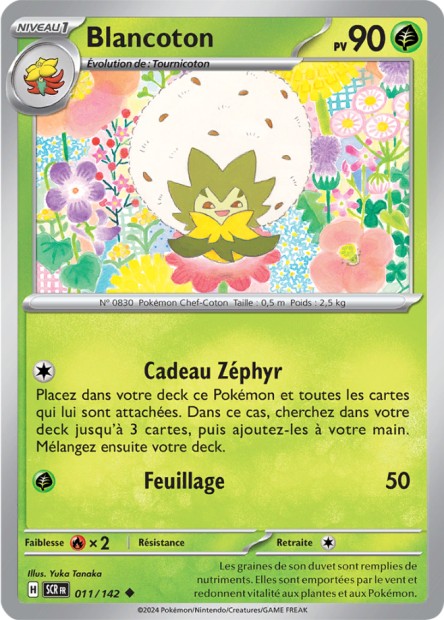 NIVEAU 1
Blancoton
PV 90
Évolution de : Tournicoton
N° 0830 Pokémon Chef-Coton Taille : 0,5 m Poids : 2,5 kg
Cadeau Zéphyr
Placez dans votre deck ce Pokémon et toutes les cartes
qui lui sont attachées. Dans ce cas, cherchez dans votre
deck jusqu'à 3 cartes, puis ajoutez-les à votre main.
Mélangez ensuite votre deck.
Feuillage 50
Faiblesse ×2 Résistance Retraite
Illus. Yuka Tanaka
H SCR FR 011/142
Les graines de son duvet sont remplies de
nutriments. Elles sont emportées par le vent et
redonnent vitalité aux plantes et aux Pokémon.
©2024 Pokémon/Nintendo/Creatures/GAME FREAK